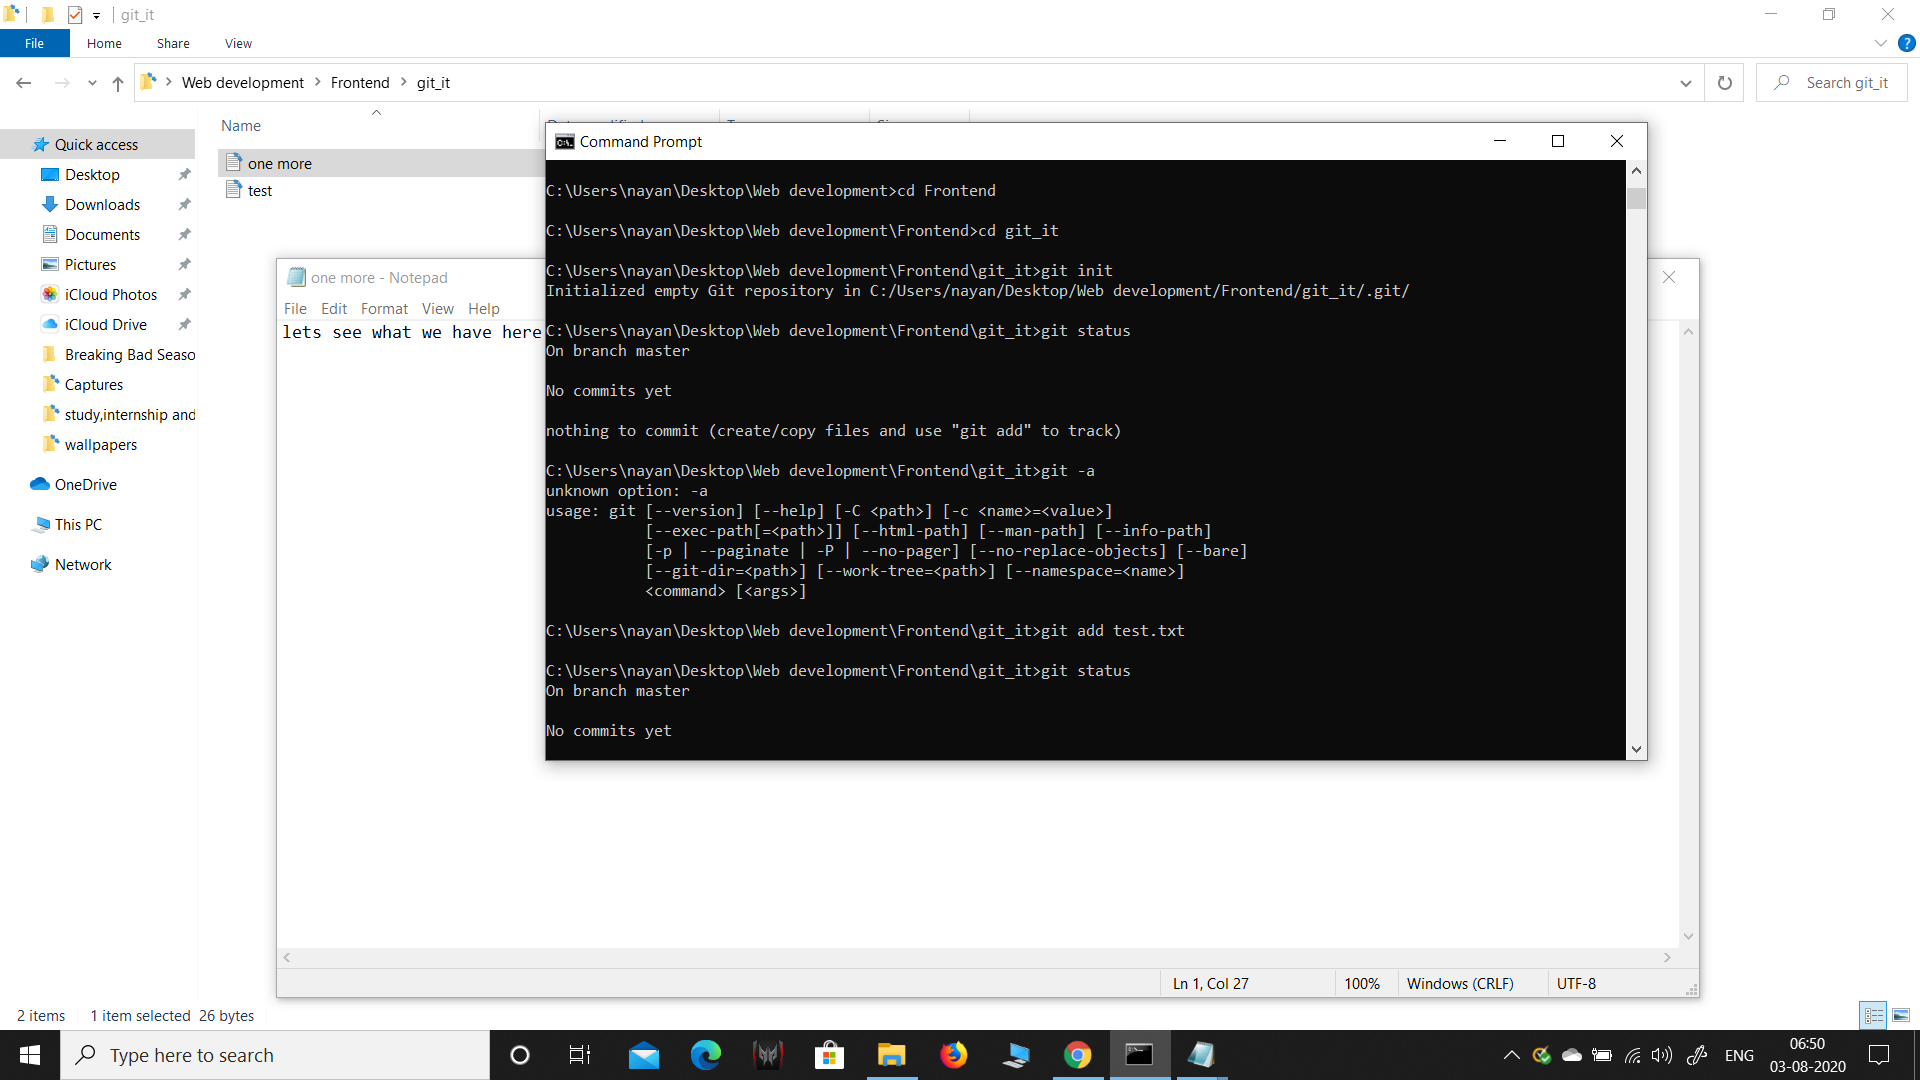 git_it
File Home Share View
Web development Frontend git_it
Search git_it
Name
Quick access
Desktop
Downloads
Documents
Pictures
iCloud Photos
iCloud Drive
Breaking Bad Seaso
Captures
study,internship and
wallpapers
OneDrive
This PC
Network
one more
test
one more - Notepad
File Edit Format View Help
lets see what we have here
Ln 1, Col 27 100% Windows (CRLF) UTF-8
Command Prompt
C:\Users\nayan\Desktop\Web development>cd Frontend
C:\Users\nayan\Desktop\Web development\Frontend>cd git_it
C:\Users\nayan\Desktop\Web development\Frontend\git_it>git init
Initialized empty Git repository in C:/Users/nayan/Desktop/Web development/Frontend/git_it/.git/
C:\Users\nayan\Desktop\Web development\Frontend\git_it>git status
On branch master
No commits yet
nothing to commit (create/copy files and use "git add" to track)
C:\Users\nayan\Desktop\Web development\Frontend\git_it>git -a
unknown option: -a
usage: git [--version] [--help] [-C <path>] [-c <name>=<value>]
[--exec-path[=<path>]] [--html-path] [--man-path] [--info-path]
[-p | --paginate | -P | --no-pager] [--no-replace-objects] [--bare]
[--git-dir=<path>] [--work-tree=<path>] [--namespace=<name>]
<command> [<args>]
C:\Users\nayan\Desktop\Web development\Frontend\git_it>git add test.txt
C:\Users\nayan\Desktop\Web development\Frontend\git_it>git status
On branch master
No commits yet
2 items 1 item selected 26 bytes
Type here to search
ENG
06:50
03-08-2020